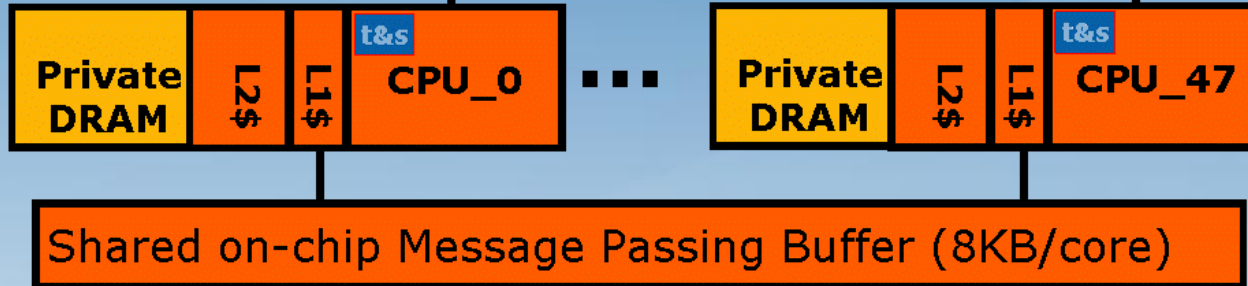 t&s
Private
DRAM
L2$
L1$
CPU_0
...
t&s
Private
DRAM
L2$
L1$
CPU_47
Shared on-chip Message Passing Buffer (8KB/core)